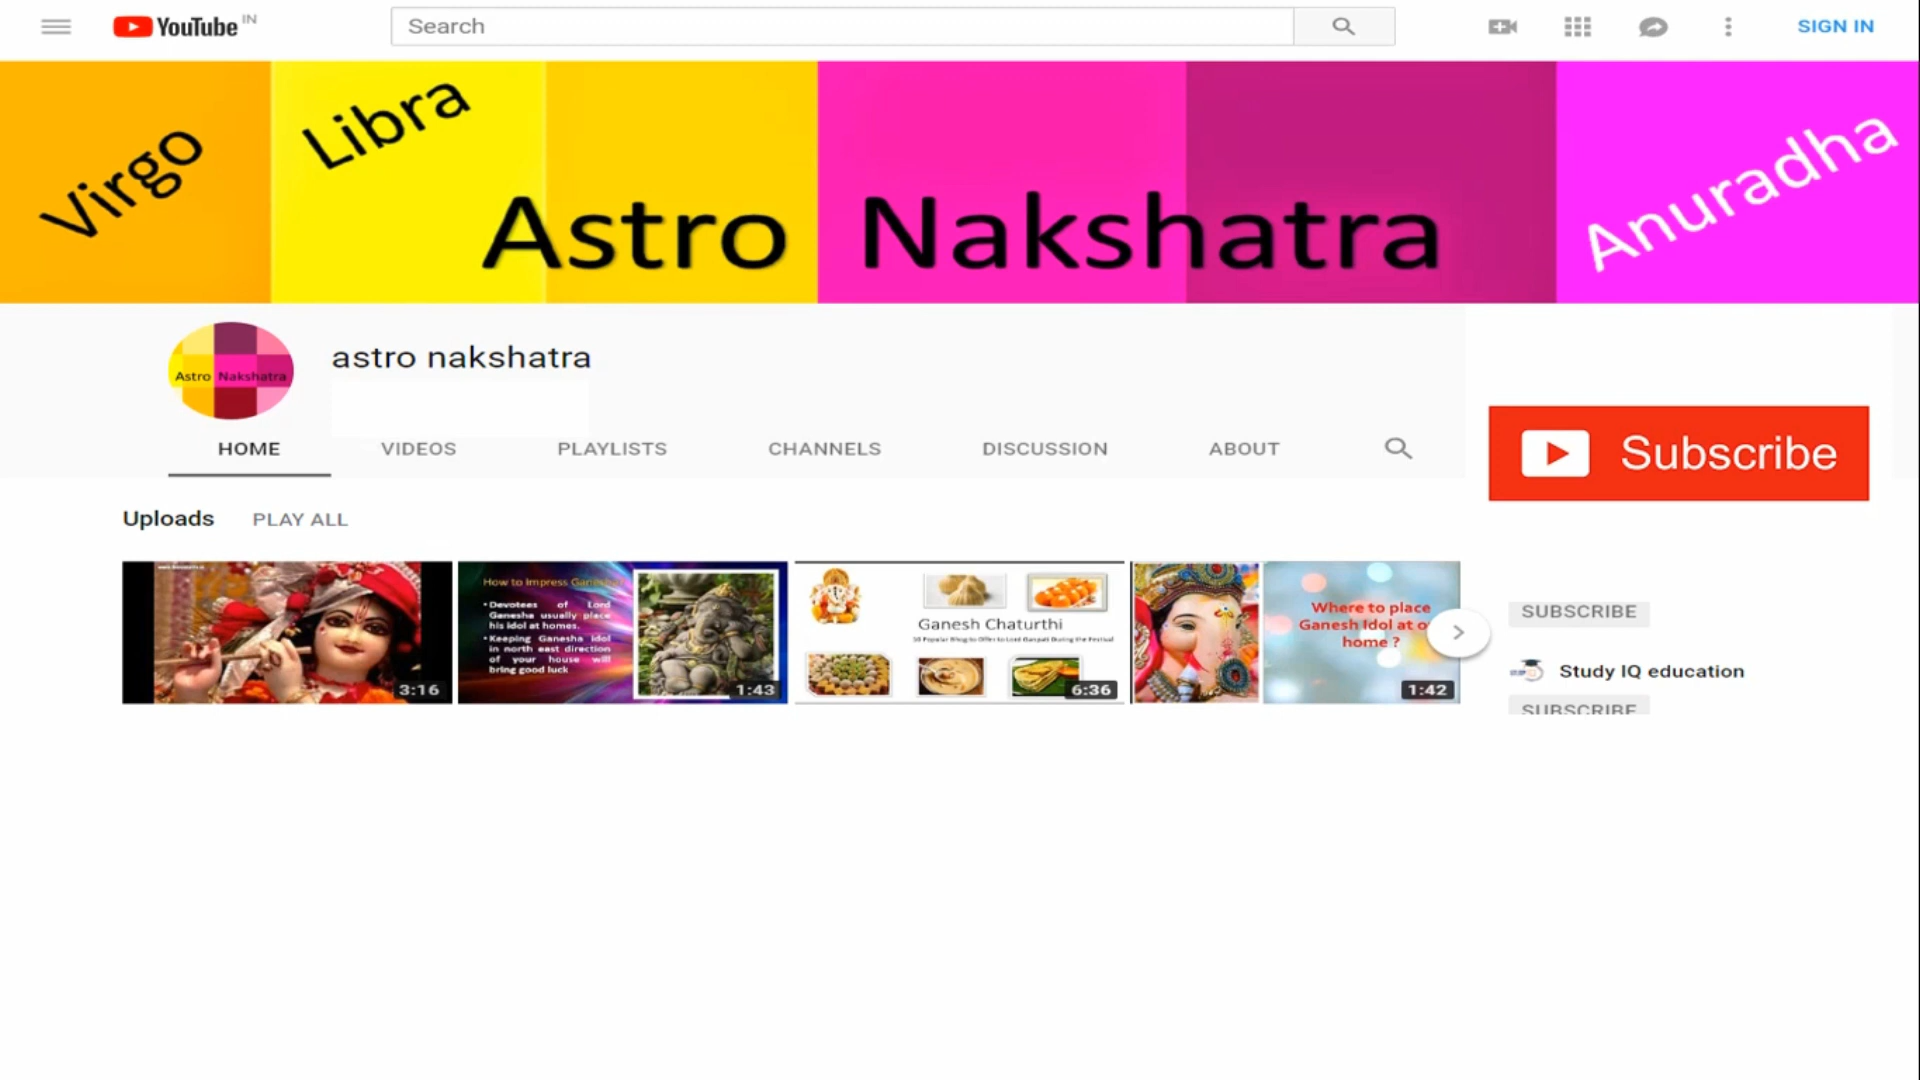 YouTube IN
Search
SIGN IN
Virgo
Libra
Astro Nakshatra
Anuradha
Astro Nakshatra
astro nakshatra
HOME
VIDEOS
PLAYLISTS
CHANNELS
DISCUSSION
ABOUT
Subscribe
Uploads
PLAY ALL
3:16
How to Impress
•Devotees of Lord
Ganesha usually place
his idol at homes.
•Keeping Ganesha idol
in north east direction
of your house will
bring good luck
1:43
Ganesh Chaturthi
6:36
Where to place
Ganesh Idol at o
home ?
1:42
SUBSCRIBE
Study IQ education
SUBSCRIBE